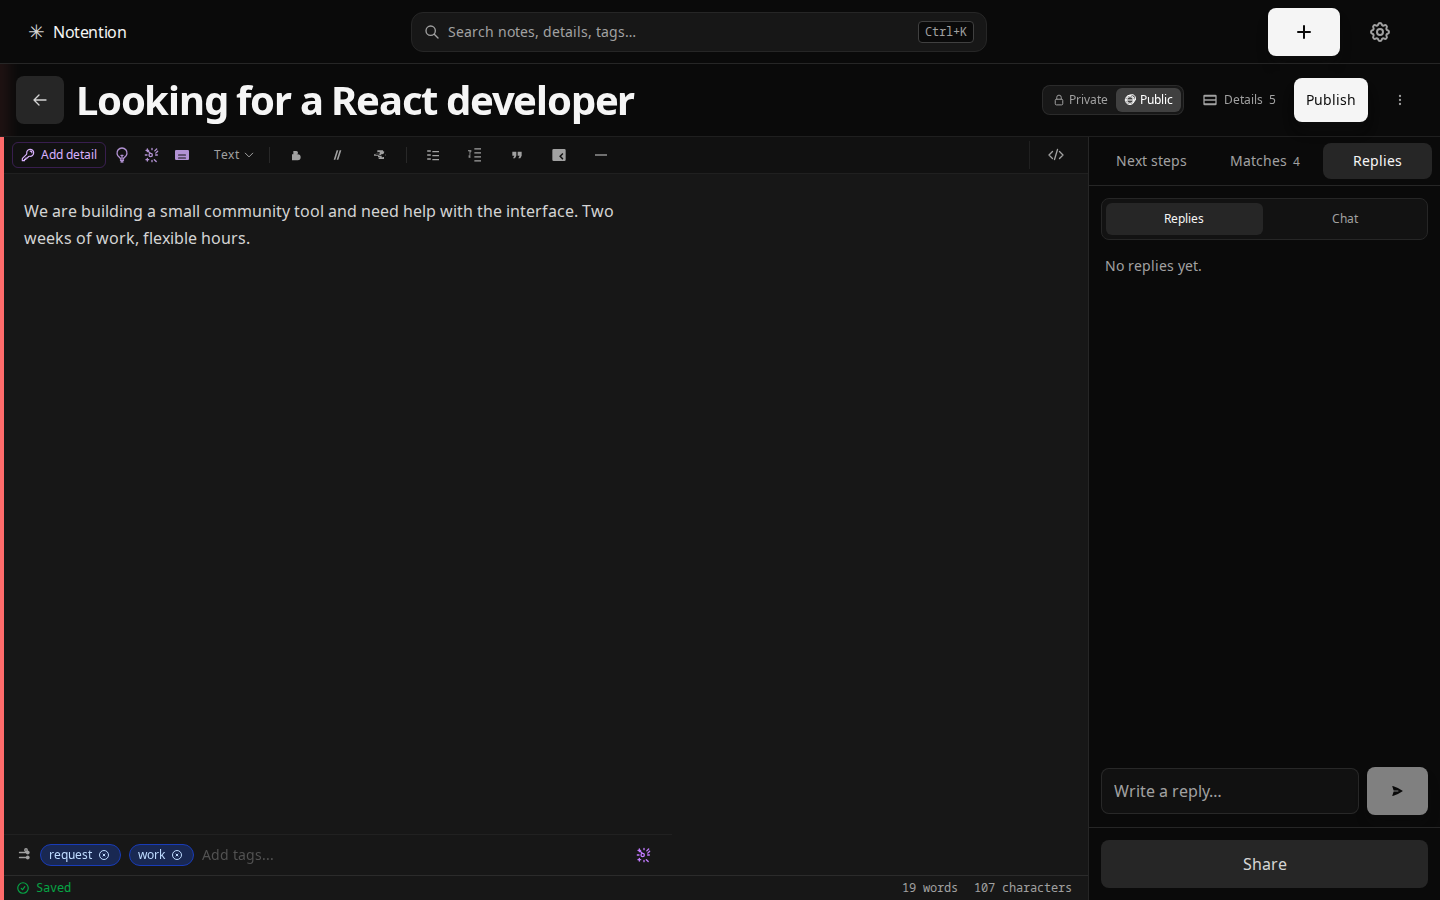 Notention
Search notes, details, tags...
Ctrl+K
Looking for a React developer
Private
Public
Details 5
Publish
Add detail
Text
Next steps
Matches 4
Replies
We are building a small community tool and need help with the interface. Two
weeks of work, flexible hours.
Replies
Chat
No replies yet.
Write a reply...
request
work
Add tags...
Share
Saved
19 words
107 characters